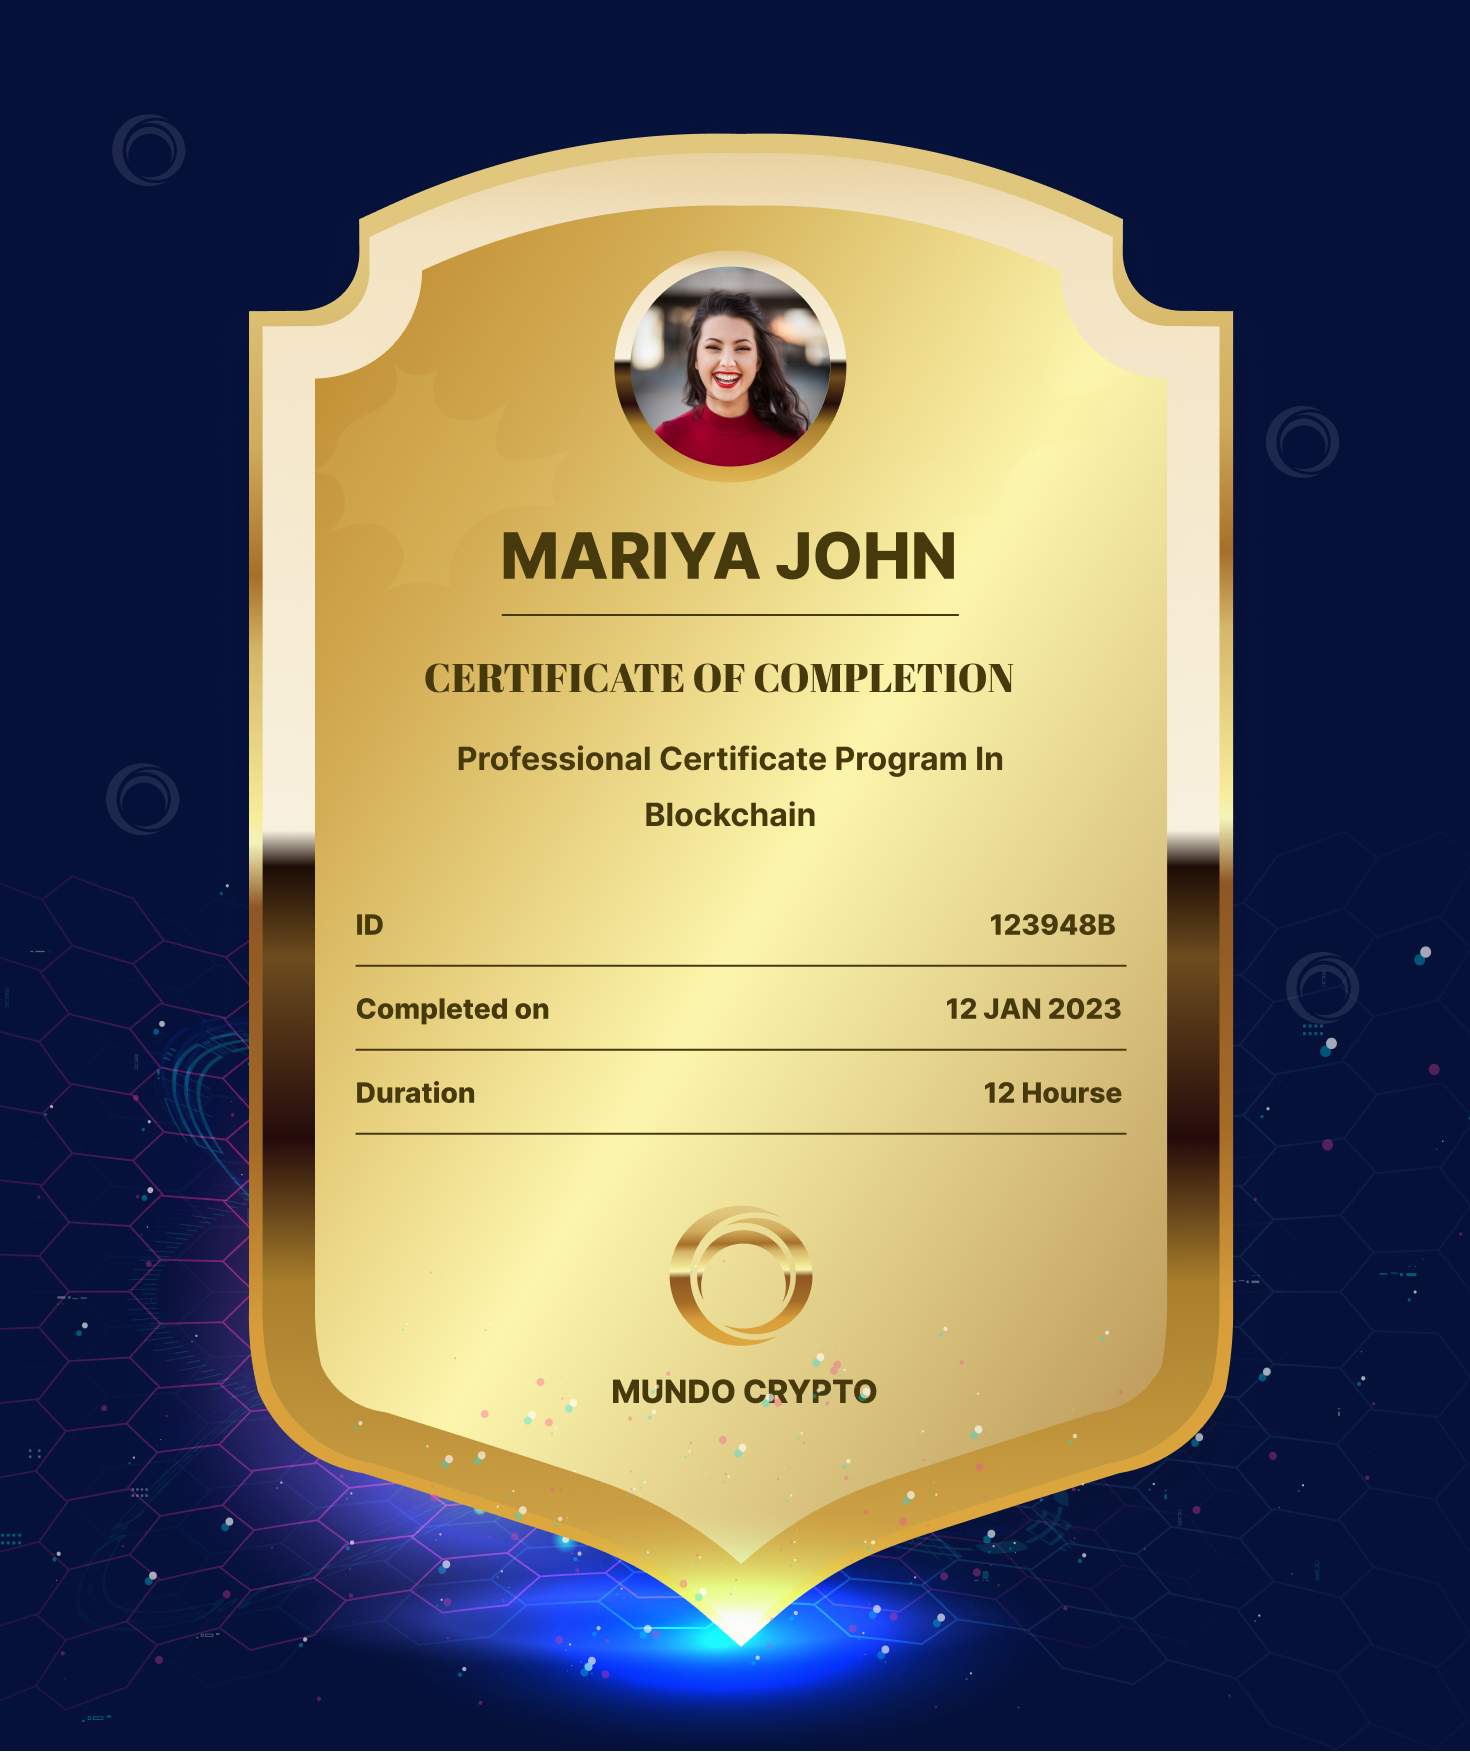 MARIYA JOHN
CERTIFICATE OF COMPLETION
Professional Certificate Program In
Blockchain
ID 123948B
Completed on 12 JAN 2023
Duration 12 Hourse
MUNDO CRYPTO